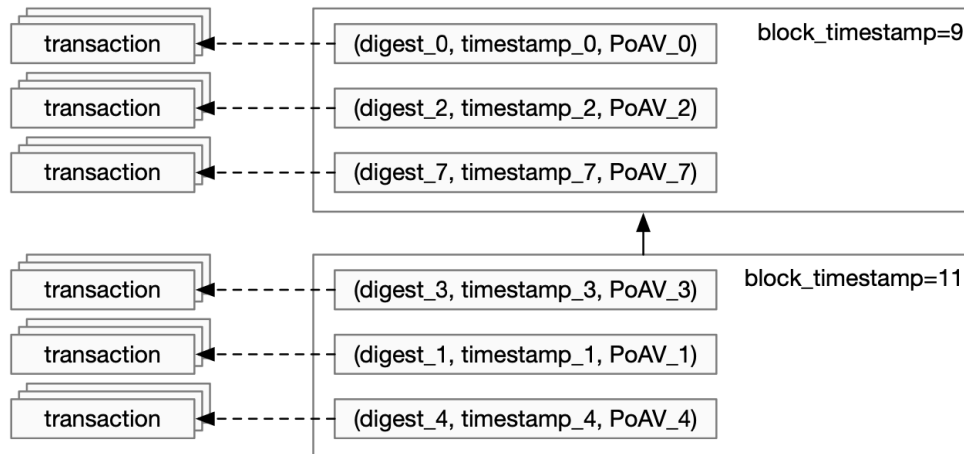 transaction (digest_0, timestamp_0, PoAV_0) block_timestamp=9
transaction (digest_2, timestamp_2, PoAV_2)
transaction (digest_7, timestamp_7, PoAV_7)
transaction (digest_3, timestamp_3, PoAV_3) block_timestamp=11
transaction (digest_1, timestamp_1, PoAV_1)
transaction (digest_4, timestamp_4, PoAV_4)